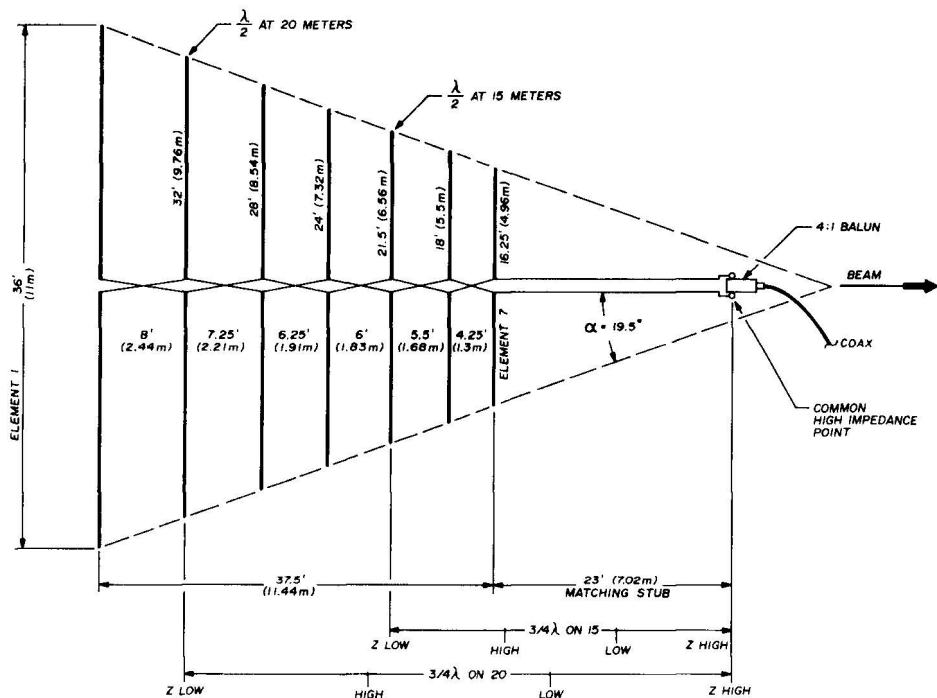 λ/2 AT 20 METERS
λ/2 AT 15 METERS
36'
(11m)
ELEMENT 1
32' (9.76m)
28' (8.54m)
24' (7.32m)
21.5' (6.56m)
18' (5.5m)
16.25' (4.96m)
4:1 BALUN
BEAM
8'
(2.44m)
7.25'
(2.21m)
6.25'
(1.91m)
6'
(1.83m)
5.5'
(1.68m)
4.25'
(1.3m)
ELEMENT 7
α = 19.5°
COAX
COMMON
HIGH IMPEDANCE
POINT
37.5'
(11.44m)
23' (7.02m)
MATCHING STUB
3/4λ ON 15
Z LOW
HIGH
LOW
Z HIGH
3/4λ ON 20
Z LOW
HIGH
LOW
Z HIGH